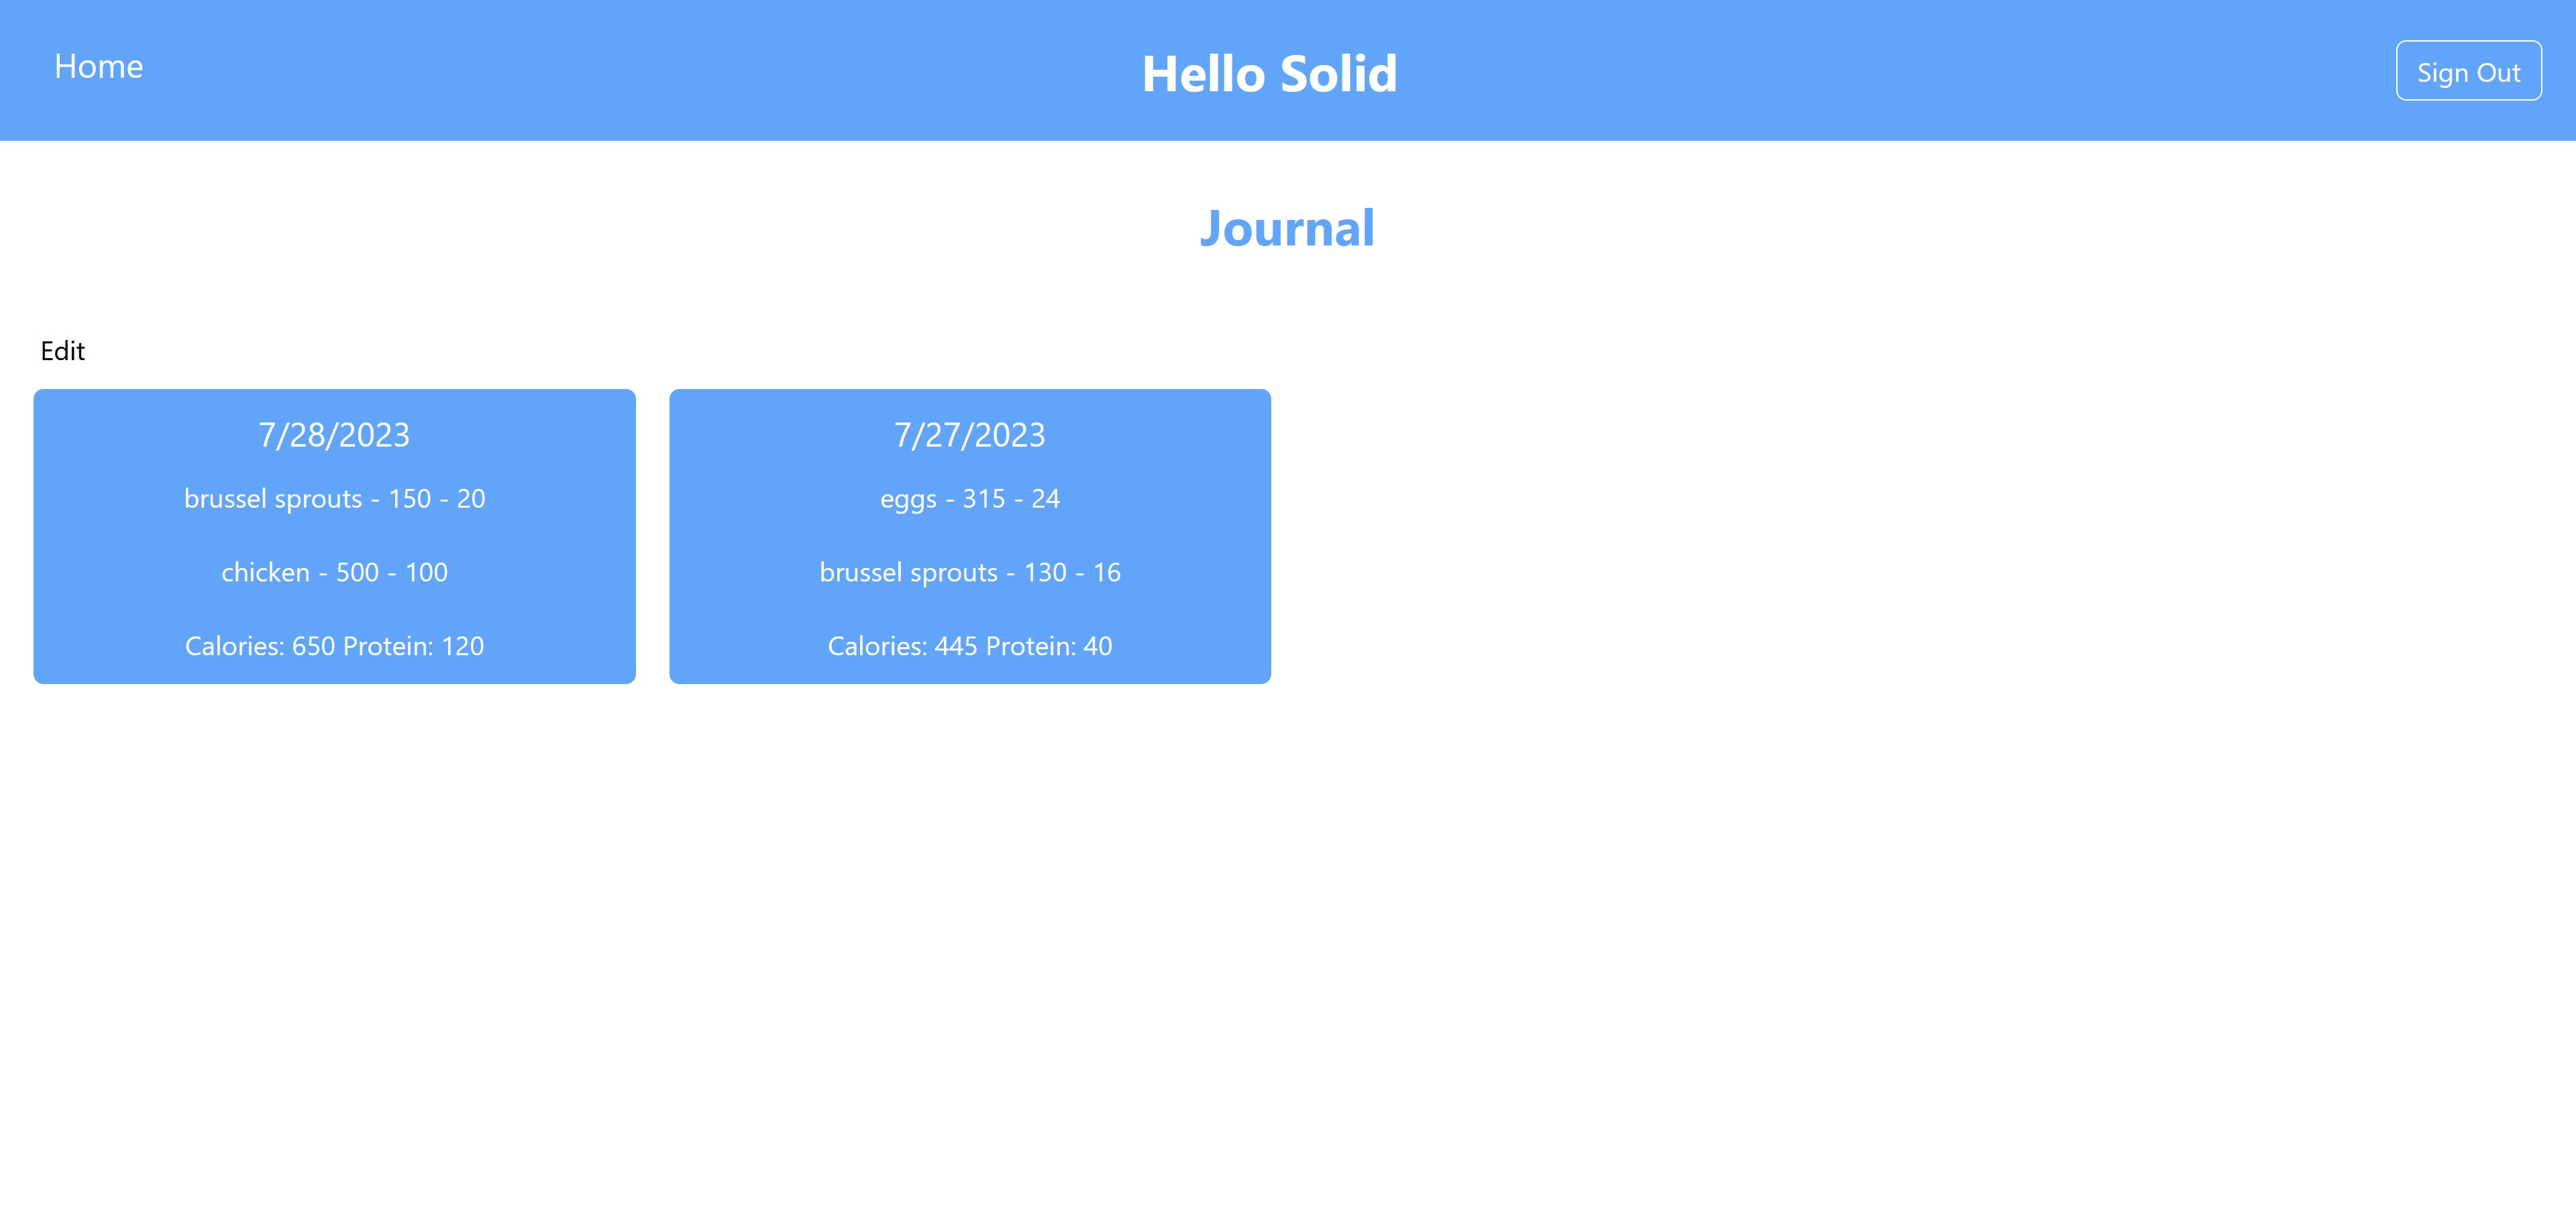 Home
Hello Solid
Sign Out
Journal
Edit
7/28/2023
brussel sprouts - 150 - 20
chicken - 500 - 100
Calories: 650 Protein: 120
7/27/2023
eggs - 315 - 24
brussel sprouts - 130 - 16
Calories: 445 Protein: 40